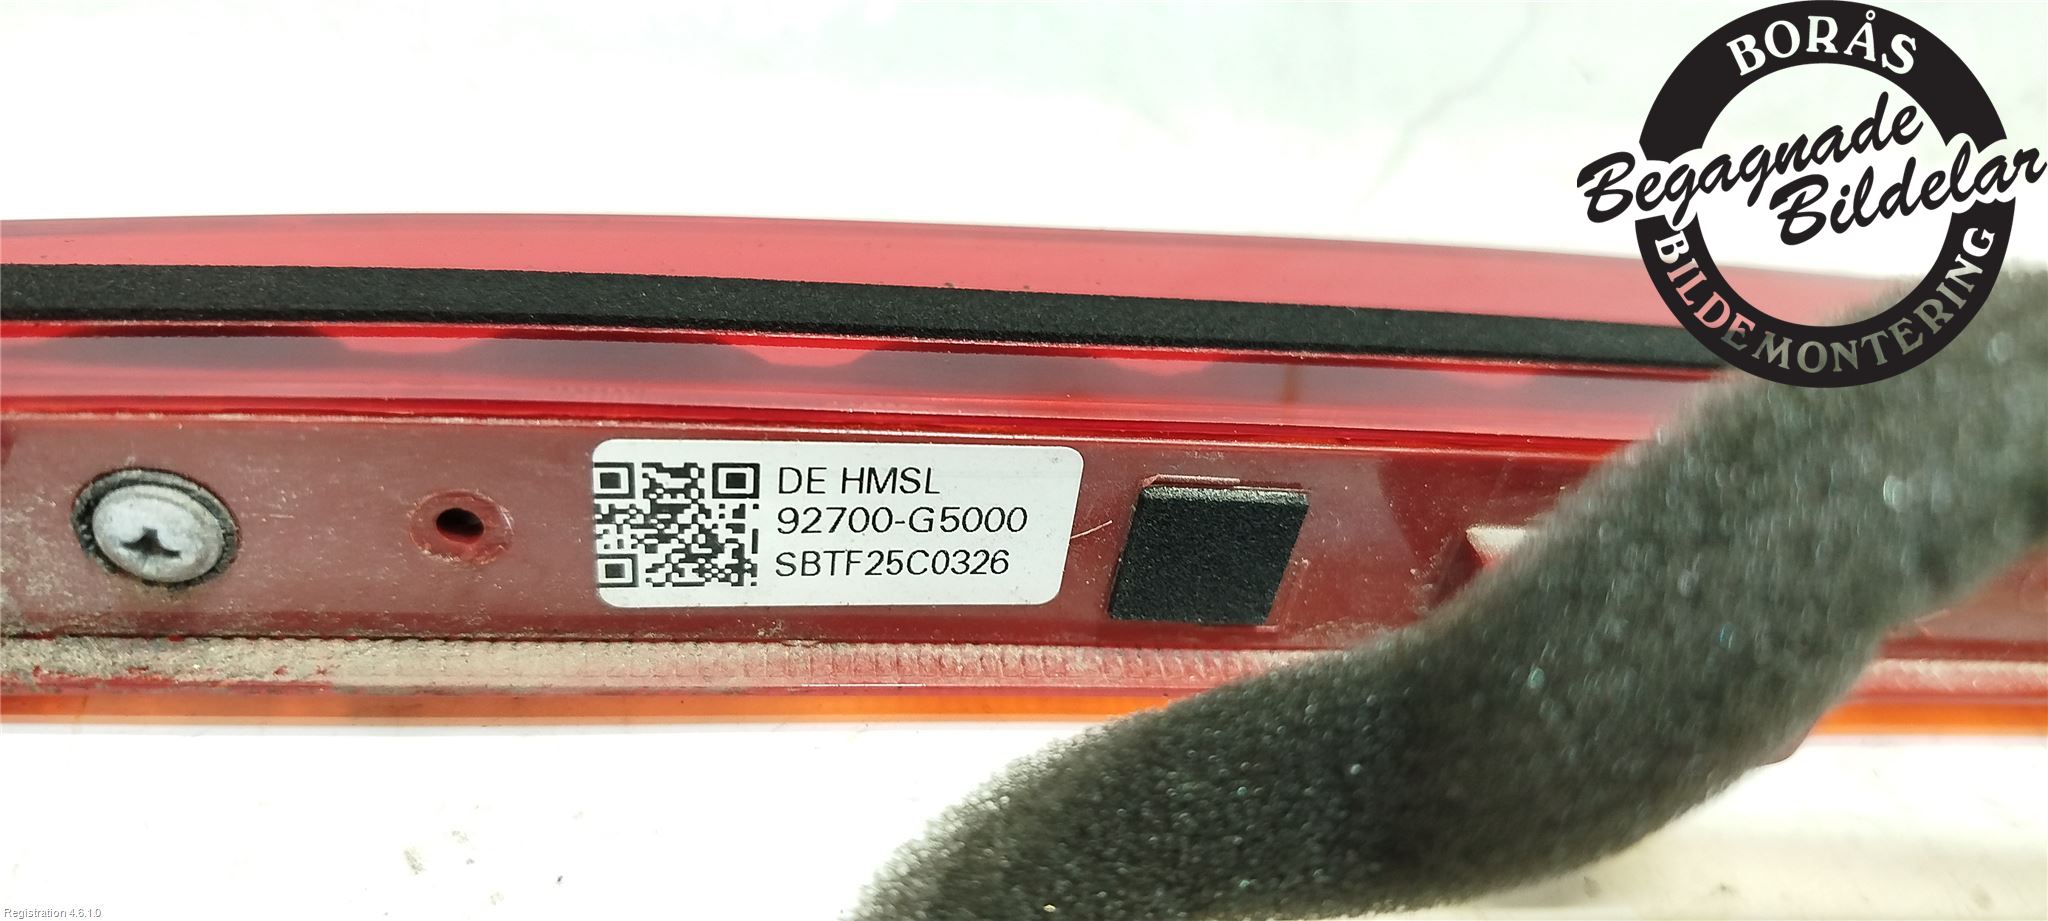 BORÅS
Begagnade
Bildelar
BILDEMONTERING
DE HMSL
92700-G5000
SBTF25C0326
Registration 4.6.1.0